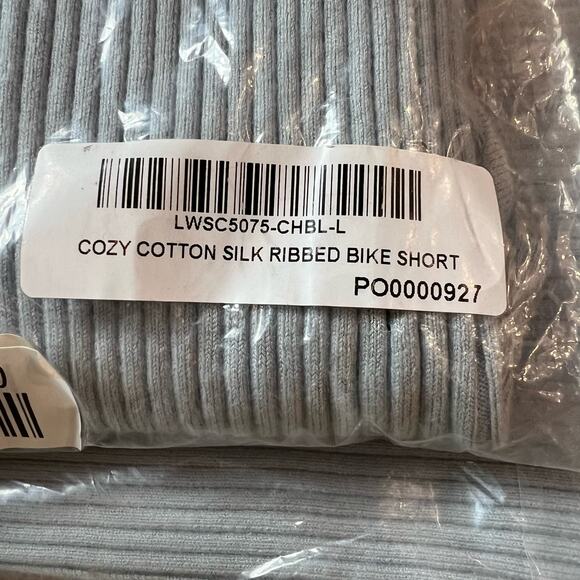 LWSC5075-CHBL-L
COZY COTTON SILK RIBBED BIKE SHORT
PO0000927